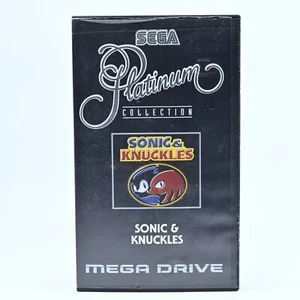 SEGA
Platinum
COLLECTION
SONIC &
KNUCKLES
SONIC &
KNUCKLES
MEGA DRIVE